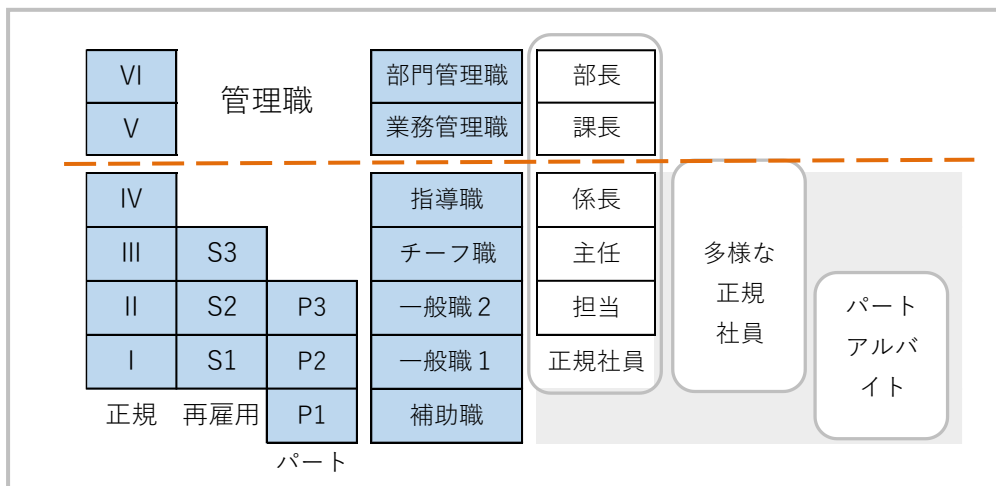 VI
管理職
部門管理職
部長
V
業務管理職
課長
IV
指導職
係長
III
S3
チーフ職
主任
II
S2
P3
一般職２
担当
I
S1
P2
一般職１
正規社員
正規
再雇用
P1
補助職
パート
多様な
正規
社員
パート
アルバ
イト